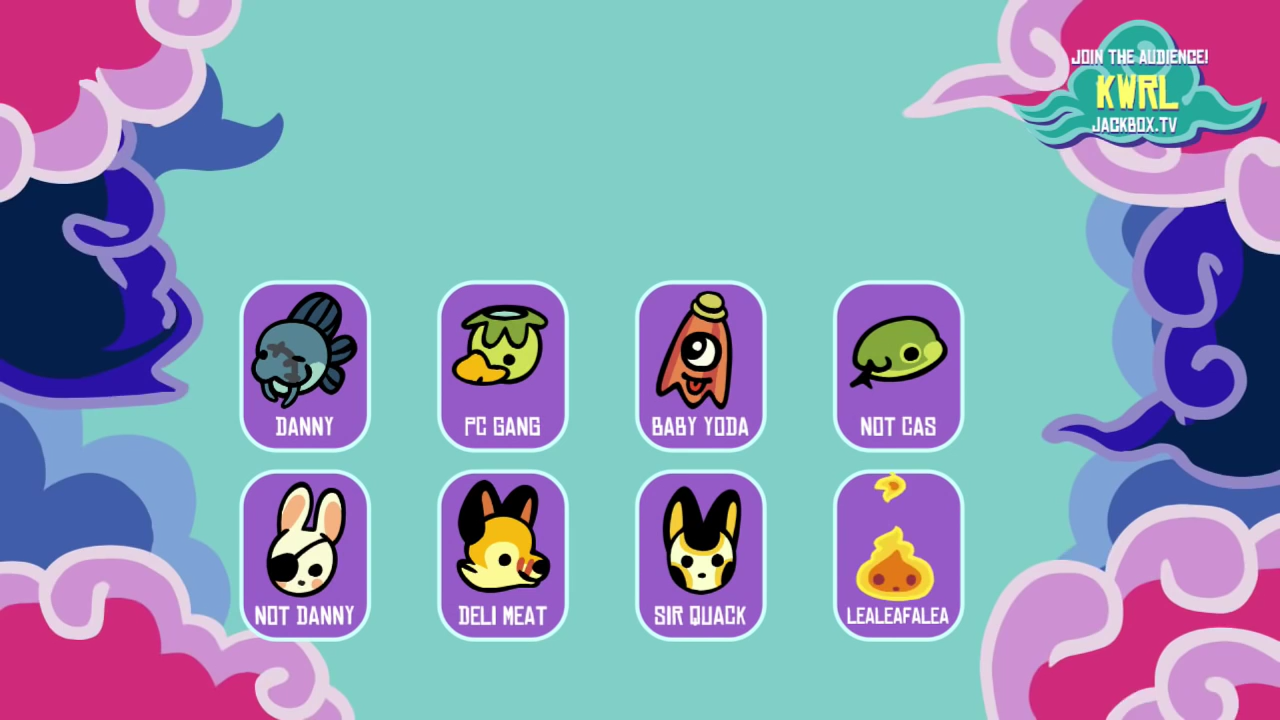 JOIN THE AUDIENCE!
KWRL
JACKBOX.TV
DANNY
PC GANG
BABY YODA
NOT CAS
NOT DANNY
DELI MEAT
SIR QUACK
LEALEAFALEA